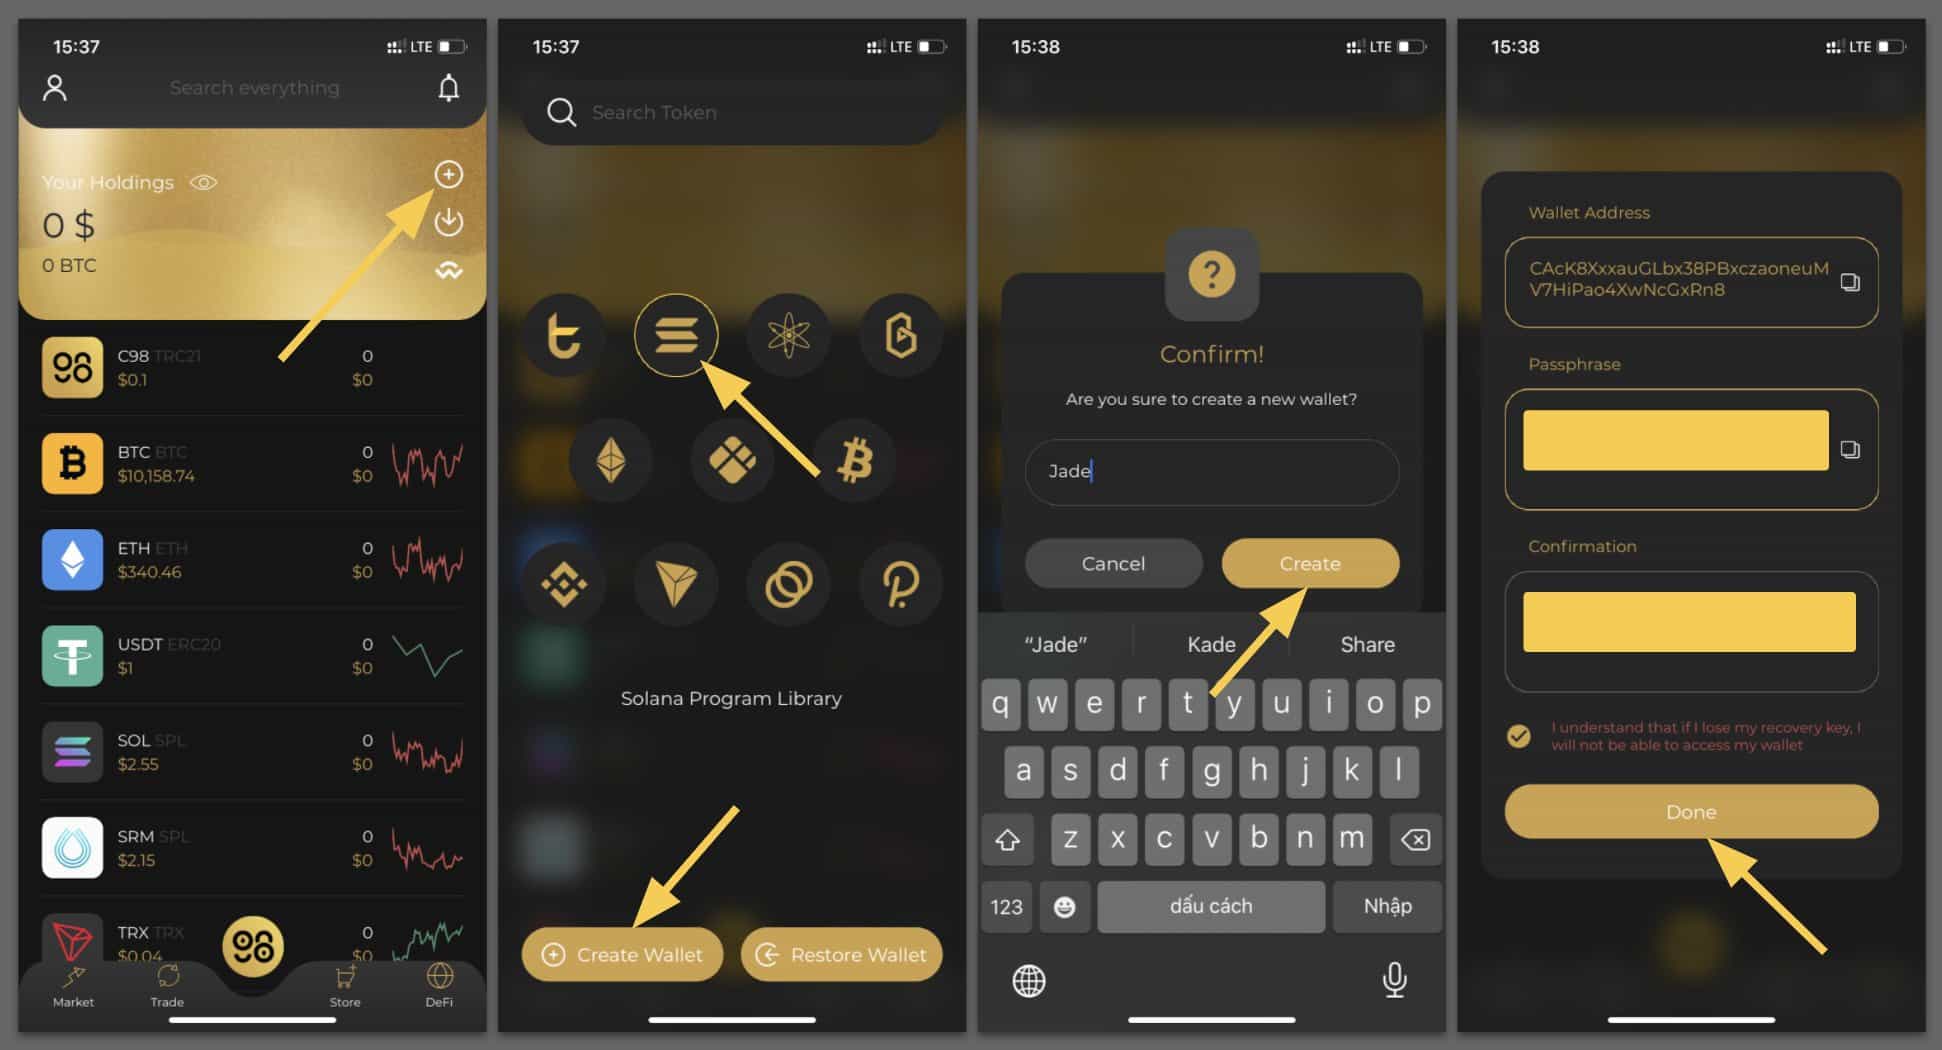 15:37
LTE
Search everything
Your Holdings
0 $
0 BTC
C98 TRC21
0
$0.1
$0
BTC BTC
0
$10,158.74
$0
ETH ETH
0
$340.46
$0
USDT ERC20
0
$1
$0
SOL SPL
0
$2.55
$0
SRM SPL
0
$2.15
$0
TRX TRX
0
$0.04
$0
Market
Trade
Store
DeFi
15:37
LTE
Search Token
Solana Program Library
Create Wallet
Restore Wallet
15:38
LTE
?
Confirm!
Are you sure to create a new wallet?
Jade
Cancel
Create
“Jade”
Kade
Share
q w e r t y u i o p
a s d f g h j k l
z x c v b n m
123
dấu cách
Nhập
15:38
LTE
Wallet Address
CAcK8XxxauGLbx38PBxczaoneuM
V7HiPao4XwNcGxRn8
Passphrase
Confirmation
I understand that if I lose my recovery key, I
will not be able to access my wallet
Done